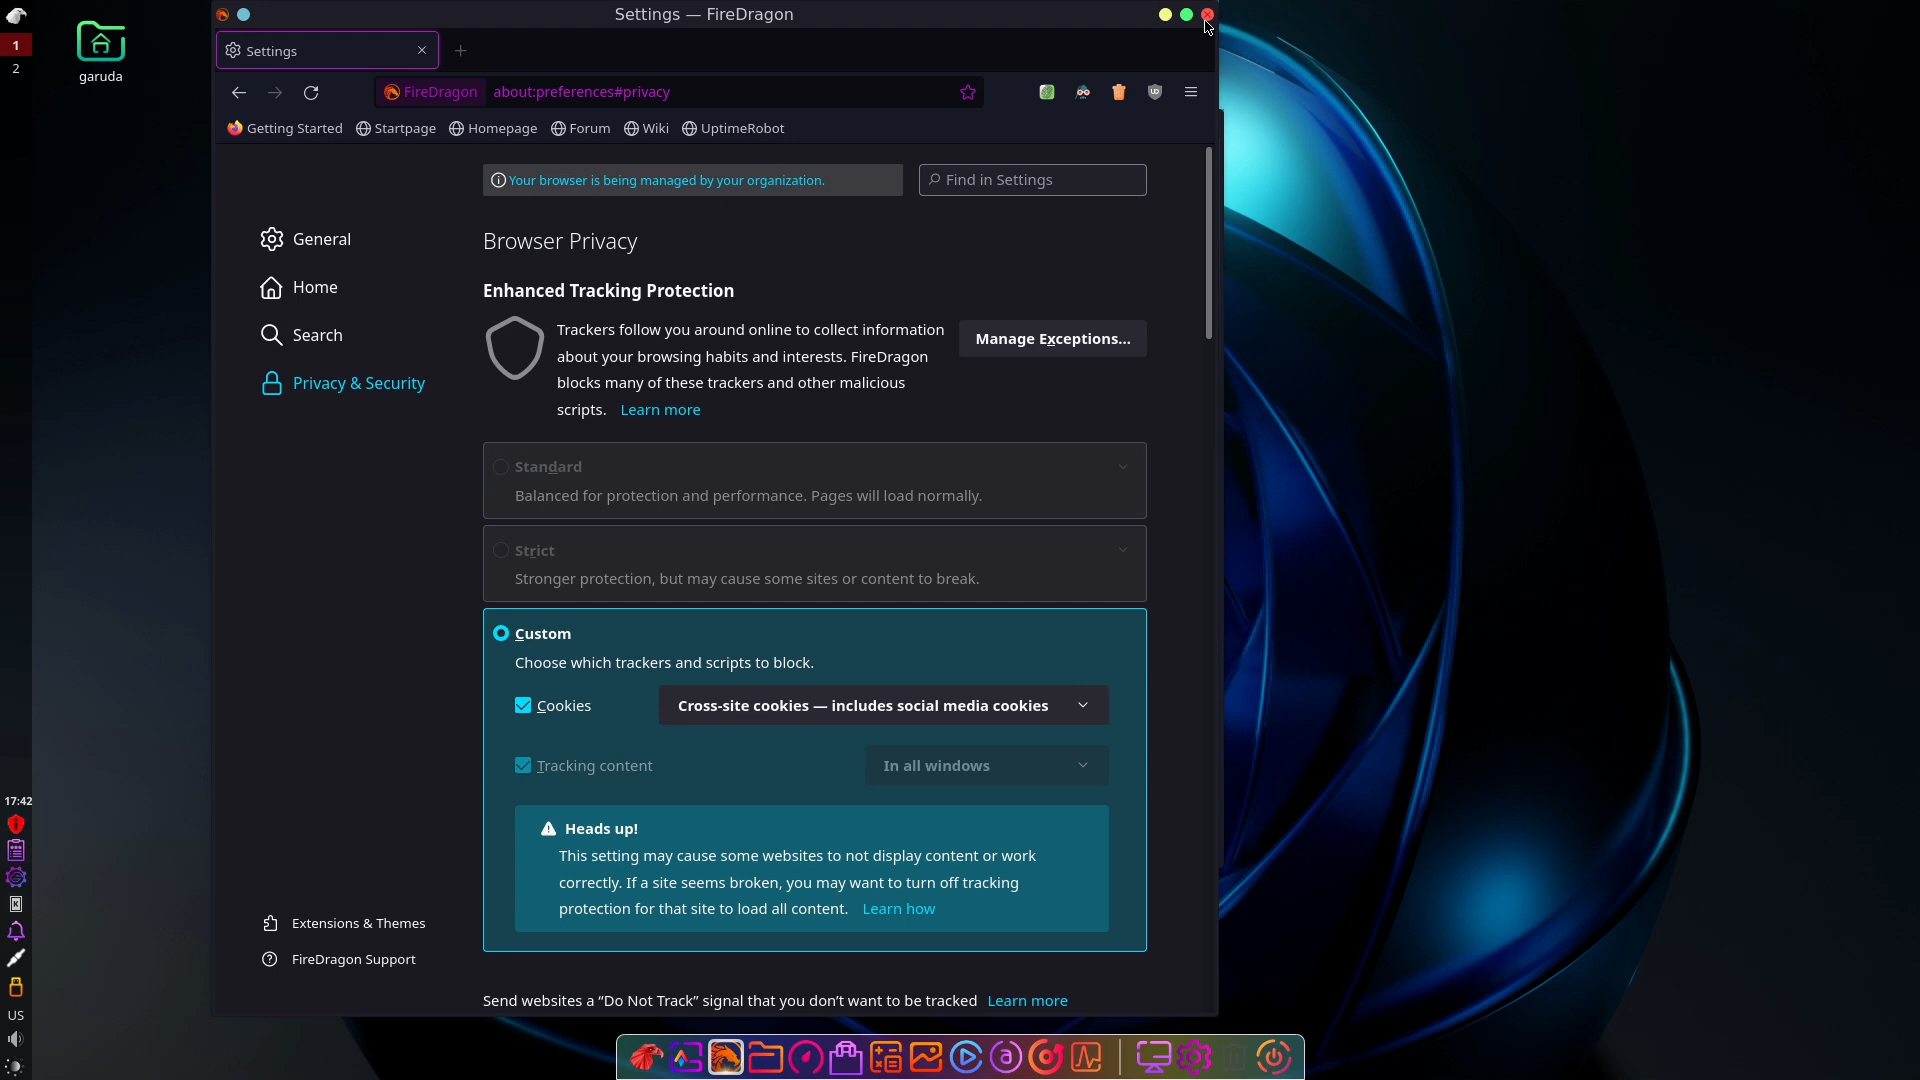 Settings — FireDragon
1
2
garuda
Settings
FireDragon
about:preferences#privacy
Getting Started
Startpage
Homepage
Forum
Wiki
UptimeRobot
Your browser is being managed by your organization.
Find in Settings
General
Home
Search
Privacy & Security
Browser Privacy
Enhanced Tracking Protection
Trackers follow you around online to collect information
about your browsing habits and interests. FireDragon
blocks many of these trackers and other malicious
scripts. Learn more
Manage Exceptions...
Standard
Balanced for protection and performance. Pages will load normally.
Strict
Stronger protection, but may cause some sites or content to break.
Custom
Choose which trackers and scripts to block.
Cookies
Cross-site cookies — includes social media cookies
Tracking content
In all windows
Heads up!
This setting may cause some websites to not display content or work
correctly. If a site seems broken, you may want to turn off tracking
protection for that site to load all content. Learn how
Extensions & Themes
FireDragon Support
Send websites a “Do Not Track” signal that you don’t want to be tracked Learn more
17:42
US